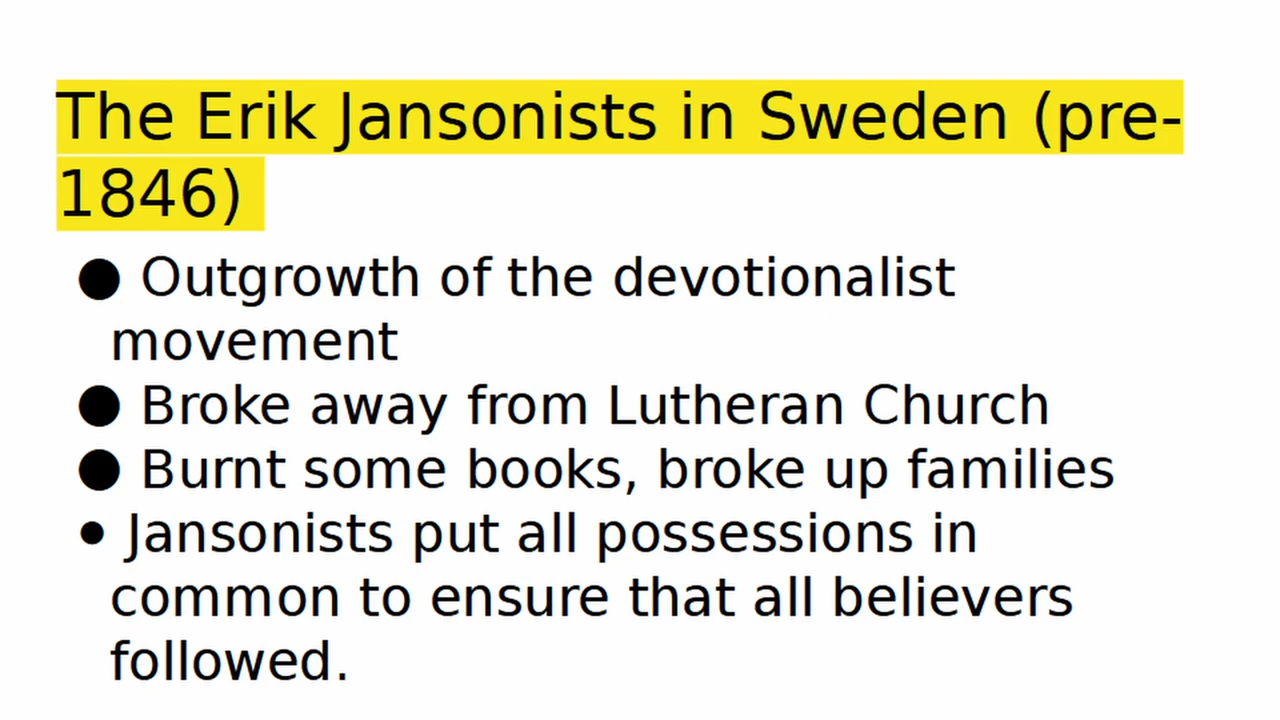 The Erik Jansonists in Sweden (pre-
1846)
● Outgrowth of the devotionalist
movement
● Broke away from Lutheran Church
● Burnt some books, broke up families
• Jansonists put all possessions in
common to ensure that all believers
followed.